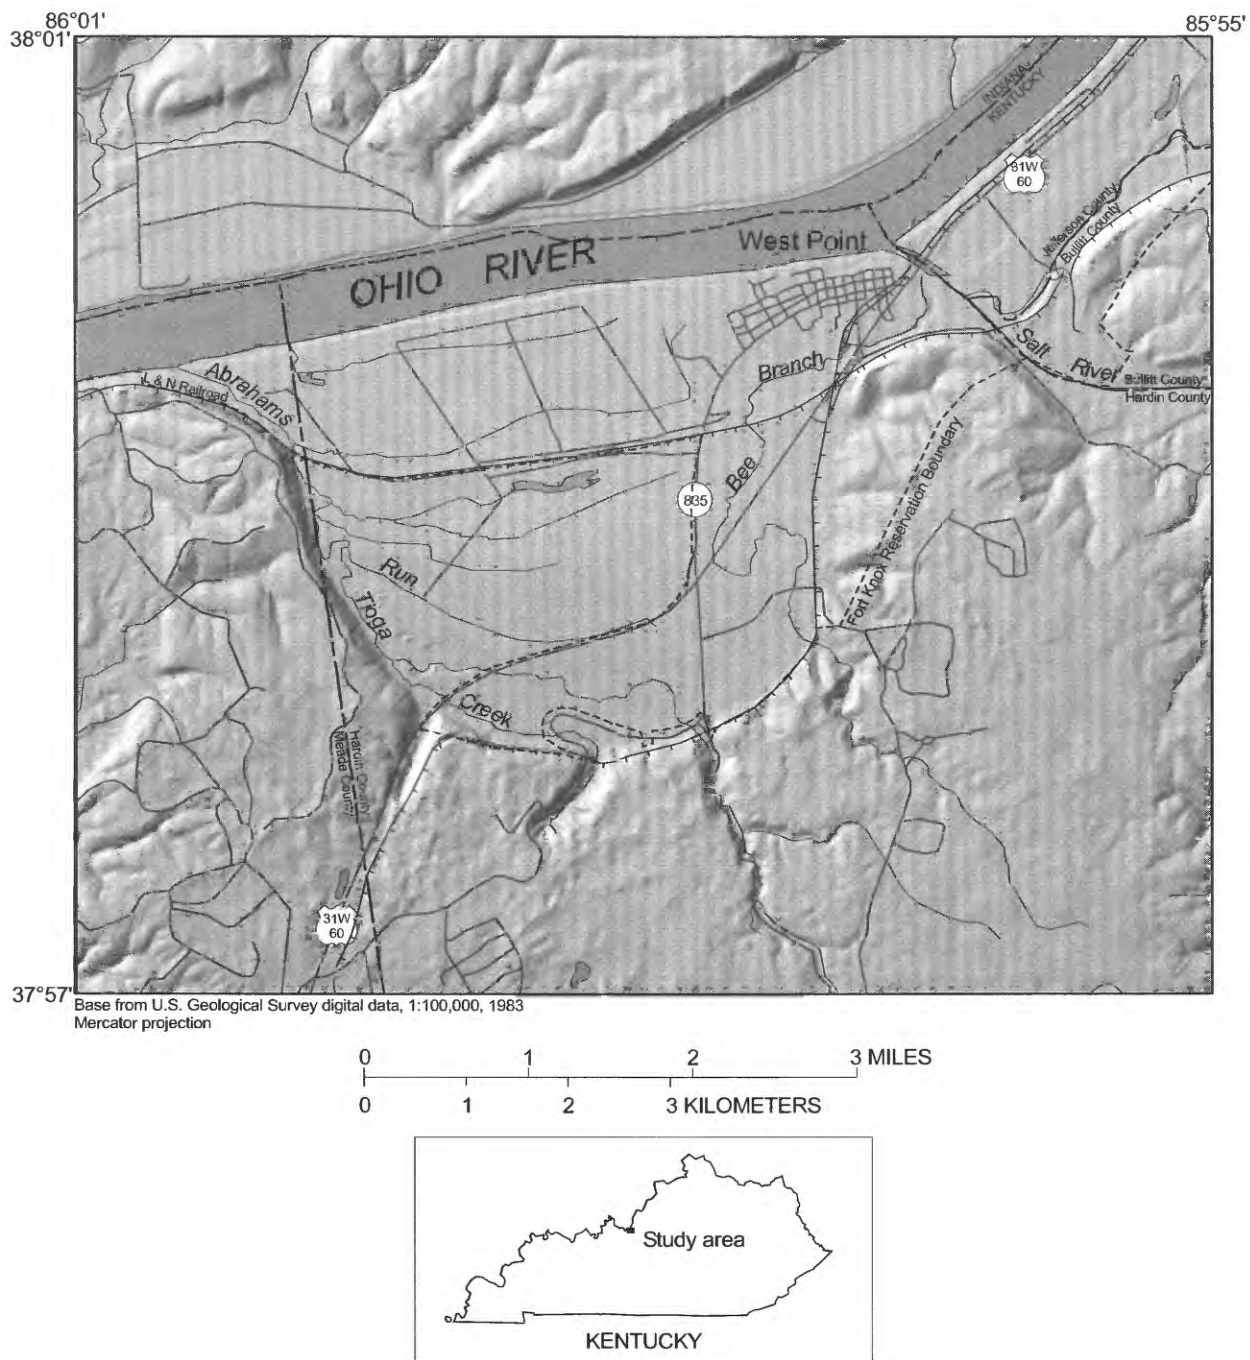 86°01'
85°55'
38°01'
INDIANA
KENTUCKY
31W
60
Jefferson County
Bullitt County
West Point
OHIO RIVER
Salt River
Bullitt County
Hardin County
Abrahams
L & N Railroad
Branch
Bee
835
Fort Knox Reservation Boundary
Run
Tioga
Creek
Hardin County
Meade County
31W
60
37°57'
Base from U.S. Geological Survey digital data, 1:100,000, 1983
Mercator projection
0 1 2 3 MILES
0 1 2 3 KILOMETERS
Study area
KENTUCKY